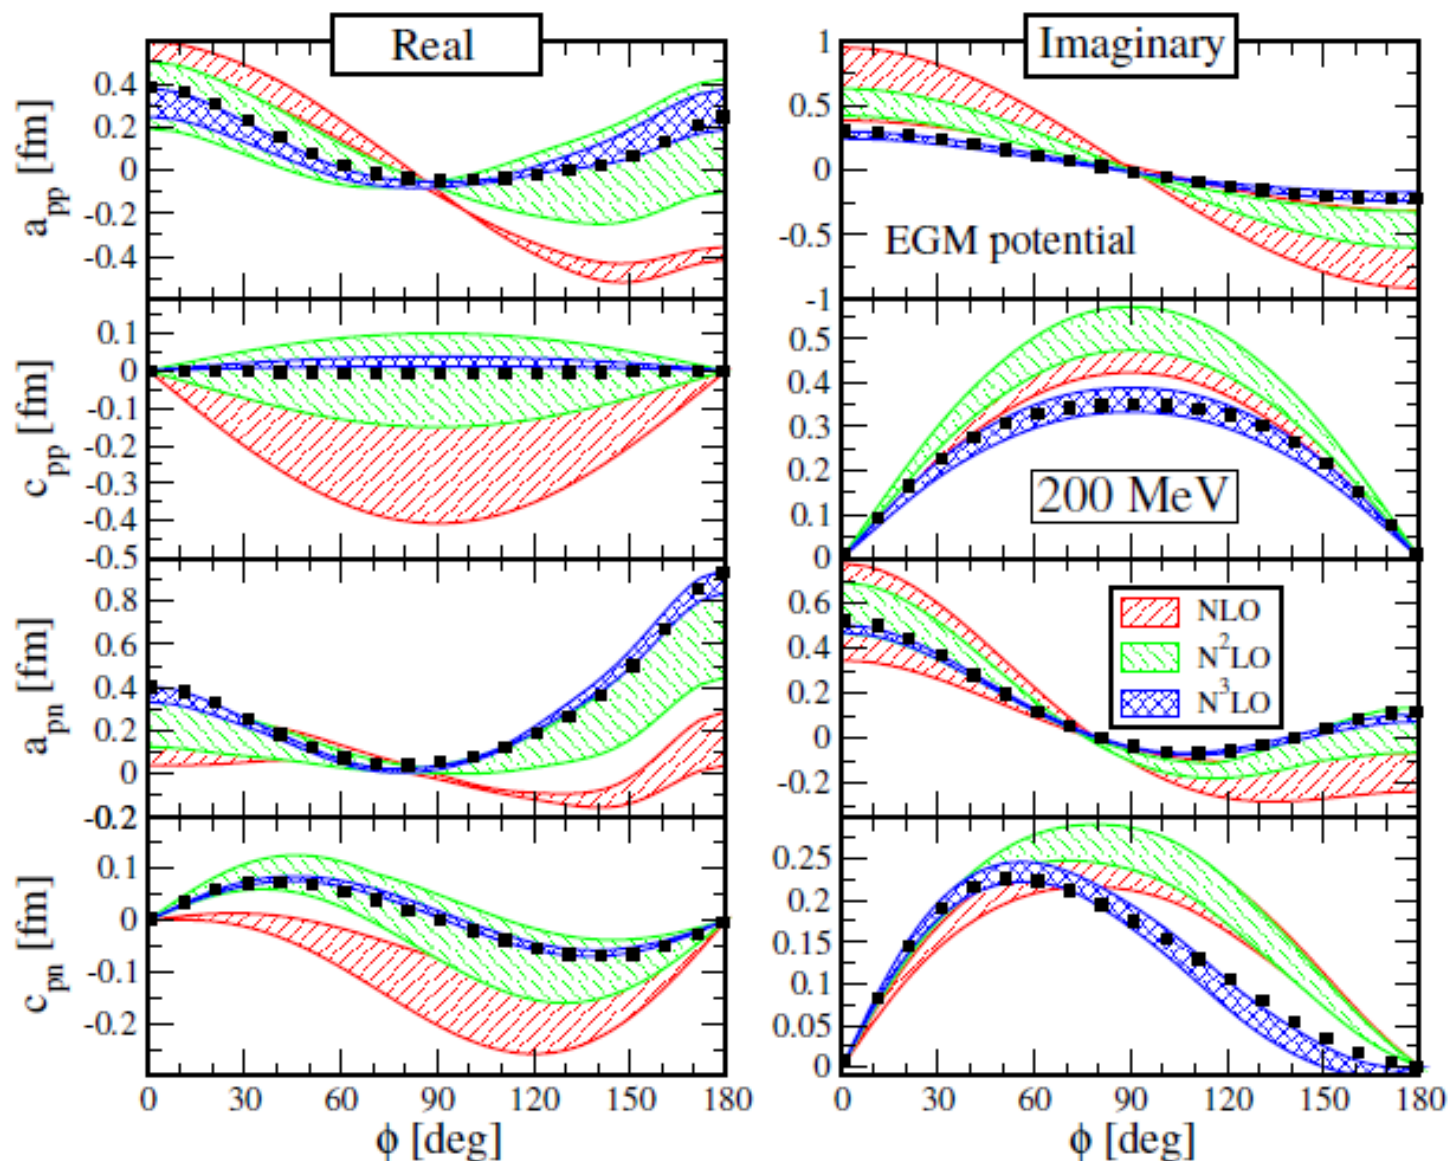 Real
Imaginary
a_pp [fm]
0.4
0.2
0
-0.2
-0.4
1
0.5
0
-0.5
-1
EGM potential
c_pp [fm]
0.1
0
-0.1
-0.2
-0.3
-0.4
-0.5
0.5
0.4
0.3
0.2
0.1
0
200 MeV
a_pn [fm]
0.8
0.6
0.4
0.2
0
-0.2
0.6
0.4
0.2
0
-0.2
NLO
N²LO
N³LO
c_pn [fm]
0.1
0
-0.1
-0.2
0.25
0.2
0.15
0.1
0.05
0
0 30 60 90 120 150 180
0 30 60 90 120 150 180
ϕ [deg]
ϕ [deg]